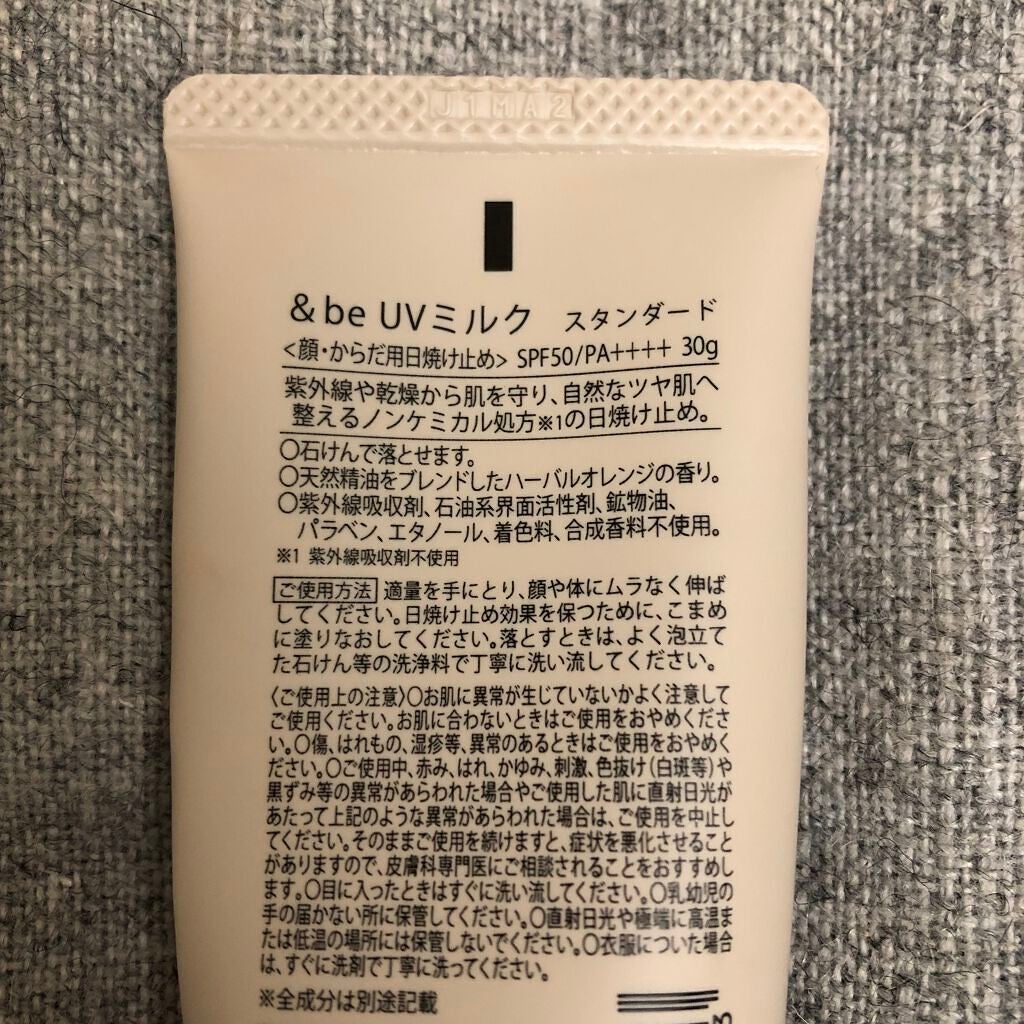 J1MA2
&be UVミルク スタンダード
<顔・からだ用日焼け止め> SPF50/PA++++ 30g
紫外線や乾燥から肌を守り、自然なツヤ肌へ
整えるノンケミカル処方※1の日焼け止め。
〇石けんで落とせます。
〇天然精油をブレンドしたハーバルオレンジの香り。
〇紫外線吸収剤、石油系界面活性剤、鉱物油、
パラベン、エタノール、着色料、合成香料不使用。
※1 紫外線吸収剤不使用
ご使用方法 適量を手にとり、顔や体にムラなく伸ば
してください。日焼け止め効果を保つために、こまめ
に塗りなおしてください。落とすときは、よく泡立て
た石けん等の洗浄料で丁寧に洗い流してください。
〈ご使用上の注意〉〇お肌に異常が生じていないかよく注意して
ご使用ください。お肌に合わないときはご使用をおやめくださ
い。〇傷、はれもの、湿疹等、異常のあるときはご使用をおやめく
ださい。〇ご使用中、赤み、はれ、かゆみ、刺激、色抜け(白斑等)や
黒ずみ等の異常があらわれた場合やご使用した肌に直射日光が
あたって上記のような異常があらわれた場合は、ご使用を中止し
てください。そのままご使用を続けますと、症状を悪化させること
がありますので、皮膚科専門医にご相談されることをおすすめし
ます。〇目に入ったときはすぐに洗い流してください。〇乳幼児の
手の届かない所に保管してください。〇直射日光や極端に高温ま
たは低温の場所には保管しないでください。〇衣服についた場合
は、すぐに洗剤で丁寧に洗ってください。
※全成分は別途記載